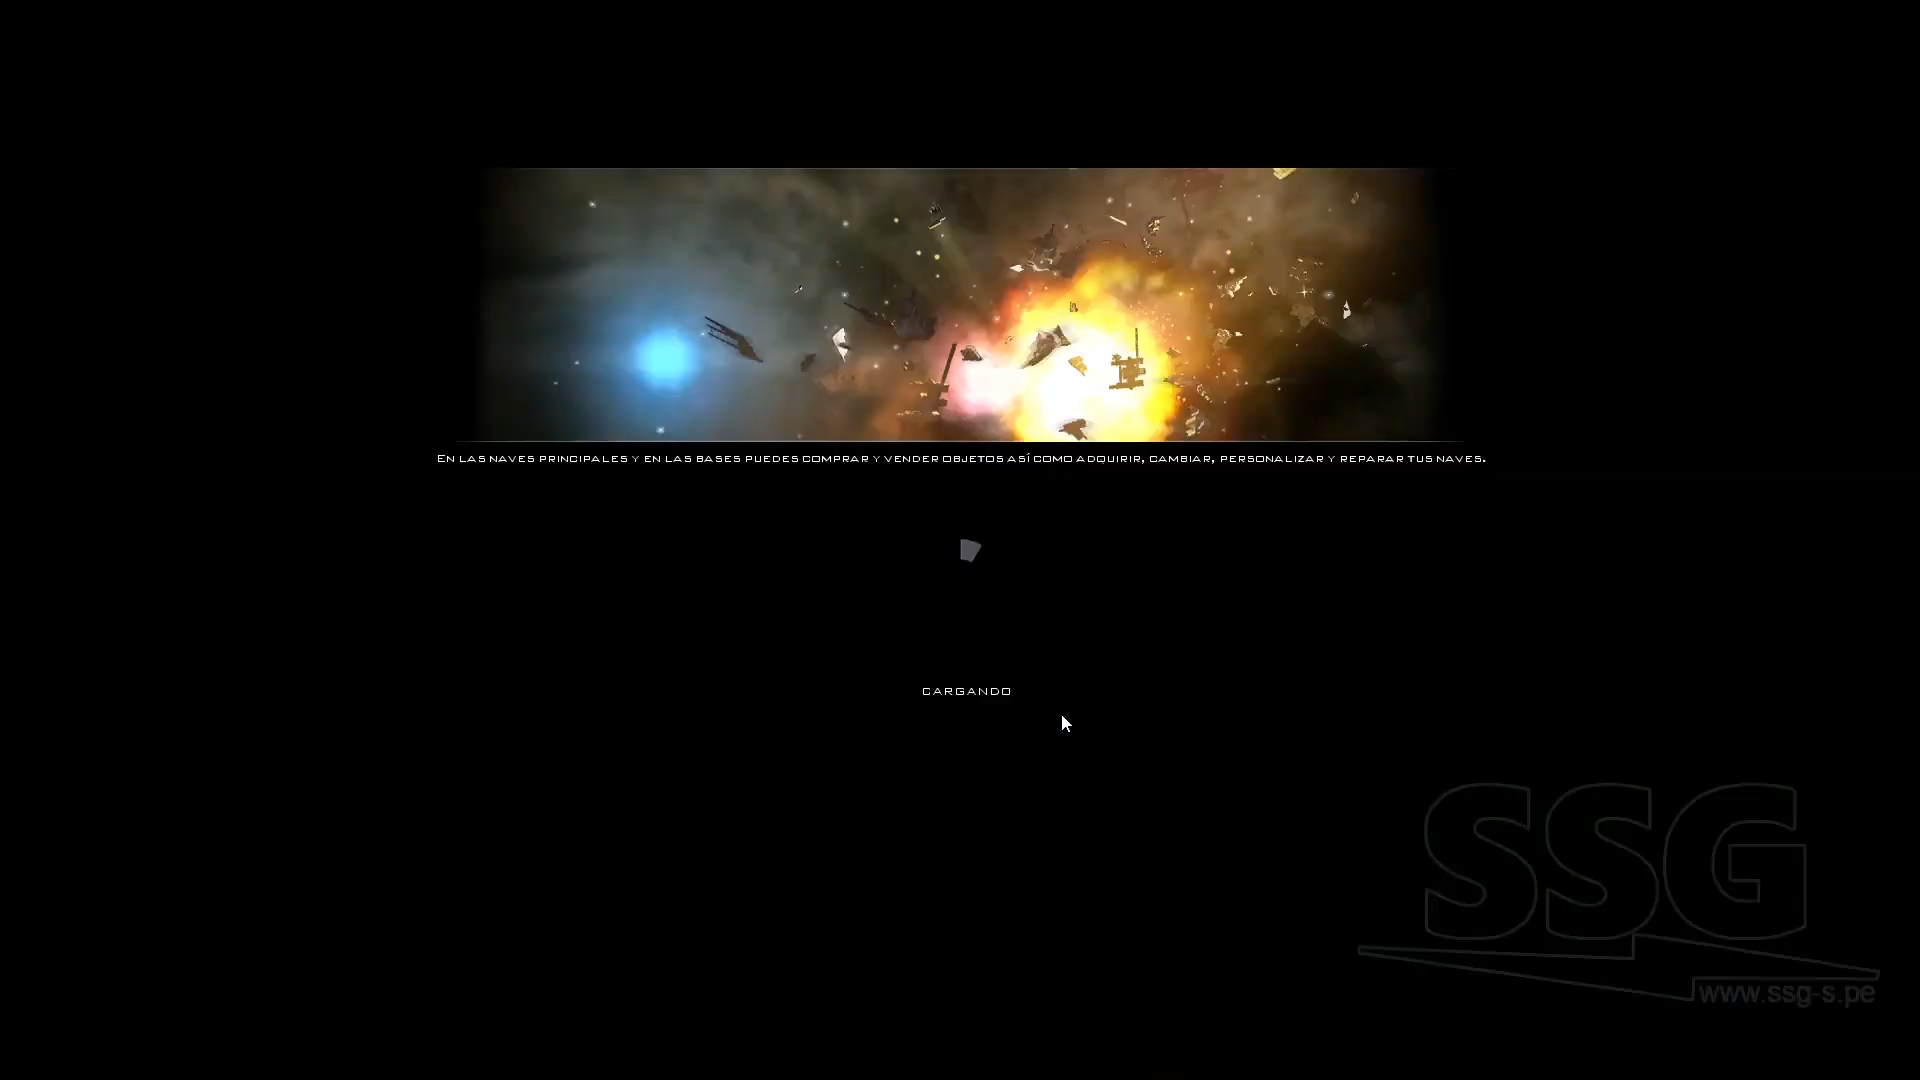 En las naves principales y en las bases puedes comprar y vender objetos así como adquirir, cambiar, personalizar y reparar tus naves.
CARGANDO
SSG
www.ssg-s.pe